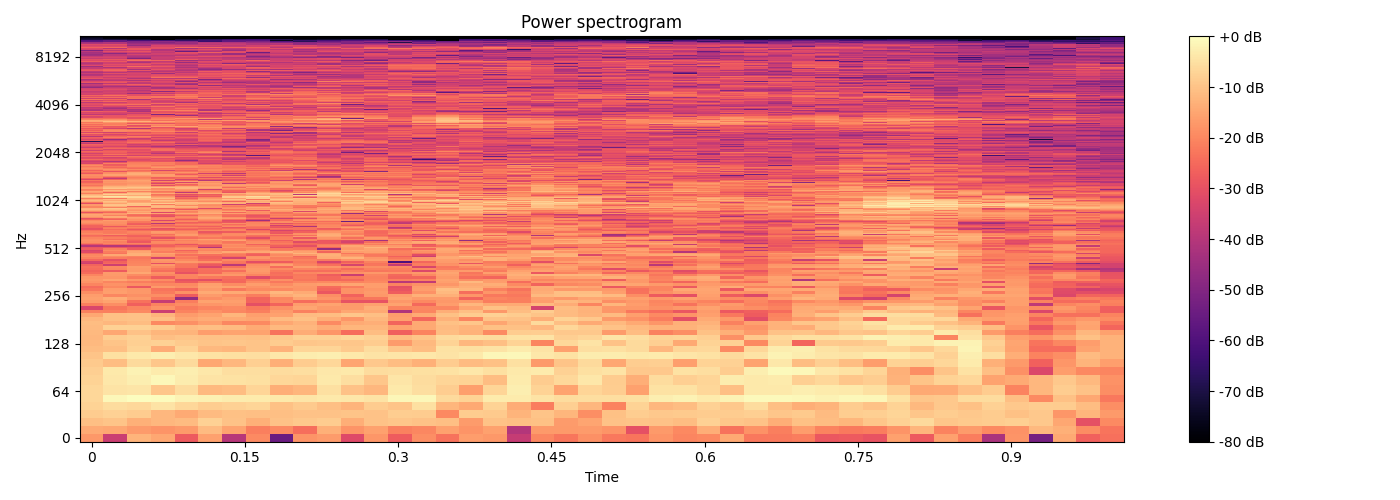 Power spectrogram
Hz
8192
4096
2048
1024
512
256
128
64
0
0 0.15 0.3 0.45 0.6 0.75 0.9
Time
+0 dB
-10 dB
-20 dB
-30 dB
-40 dB
-50 dB
-60 dB
-70 dB
-80 dB